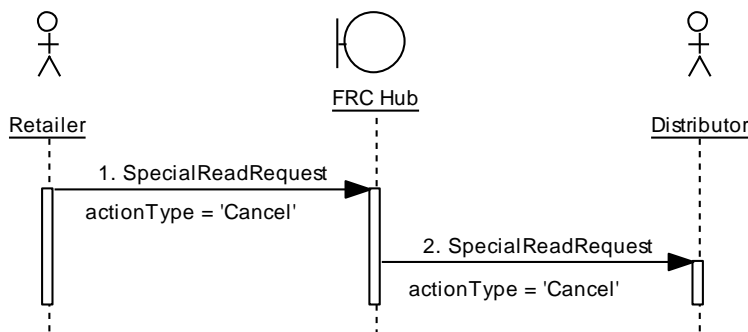 FRC Hub
Retailer
Distributor
1. SpecialReadRequest
actionType = 'Cancel'
2. SpecialReadRequest
actionType = 'Cancel'